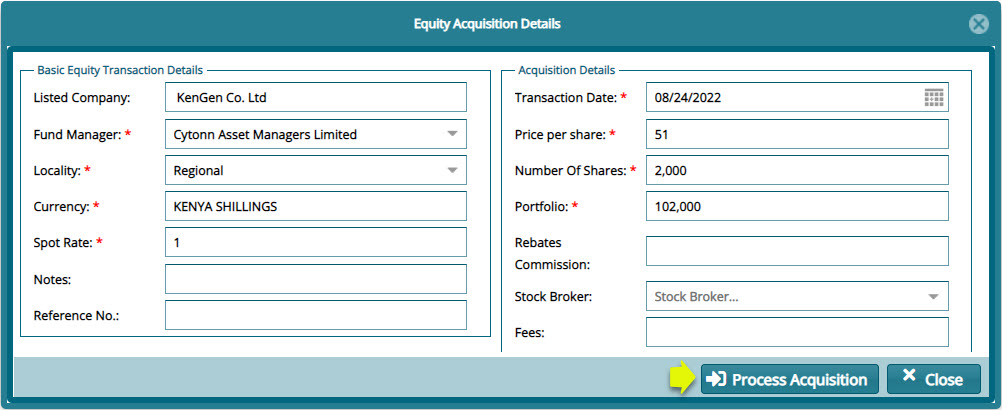 Equity Acquisition Details
Basic Equity Transaction Details
Listed Company: KenGen Co. Ltd
Fund Manager: * Cytonn Asset Managers Limited
Locality: * Regional
Currency: * KENYA SHILLINGS
Spot Rate: * 1
Notes:
Reference No.:
Acquisition Details
Transaction Date: * 08/24/2022
Price per share: * 51
Number Of Shares: * 2,000
Portfolio: * 102,000
Rebates
Commission:
Stock Broker: Stock Broker...
Fees:
Process Acquisition
Close